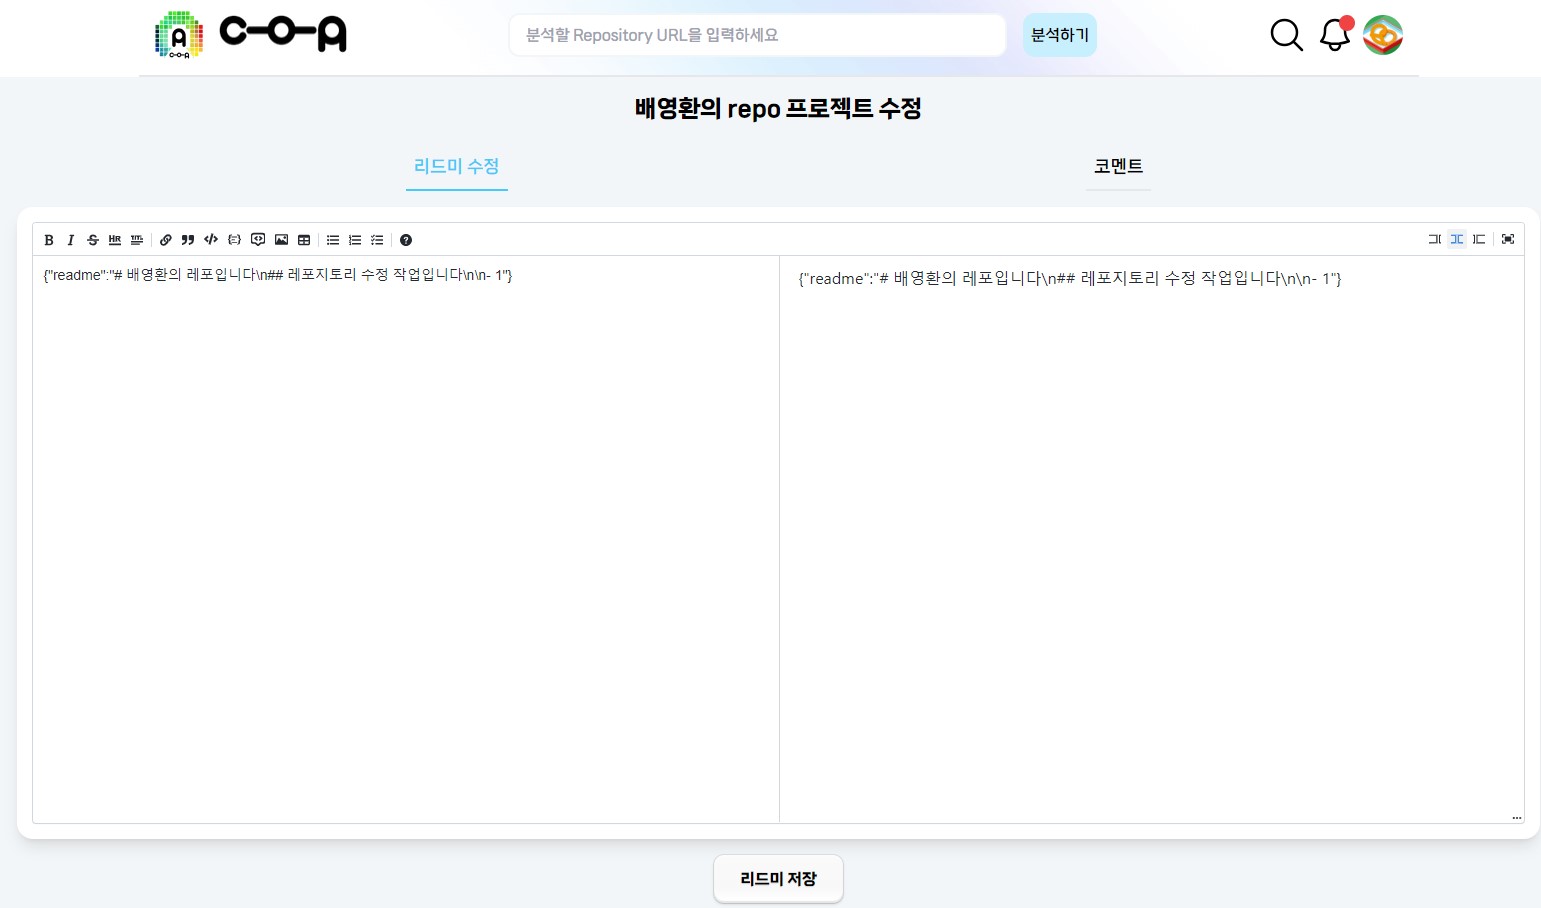 A
C-O-A
C-O-A
분석할 Repository URL을 입력하세요
분석하기
배영환의 repo 프로젝트 수정
리드미 수정
코멘트
B I S HR
{"readme":"# 배영환의 레포입니다\n## 레포지토리 수정 작업입니다\n\n- 1"}
{"readme":"# 배영환의 레포입니다\n## 레포지토리 수정 작업입니다\n\n- 1"}
리드미 저장